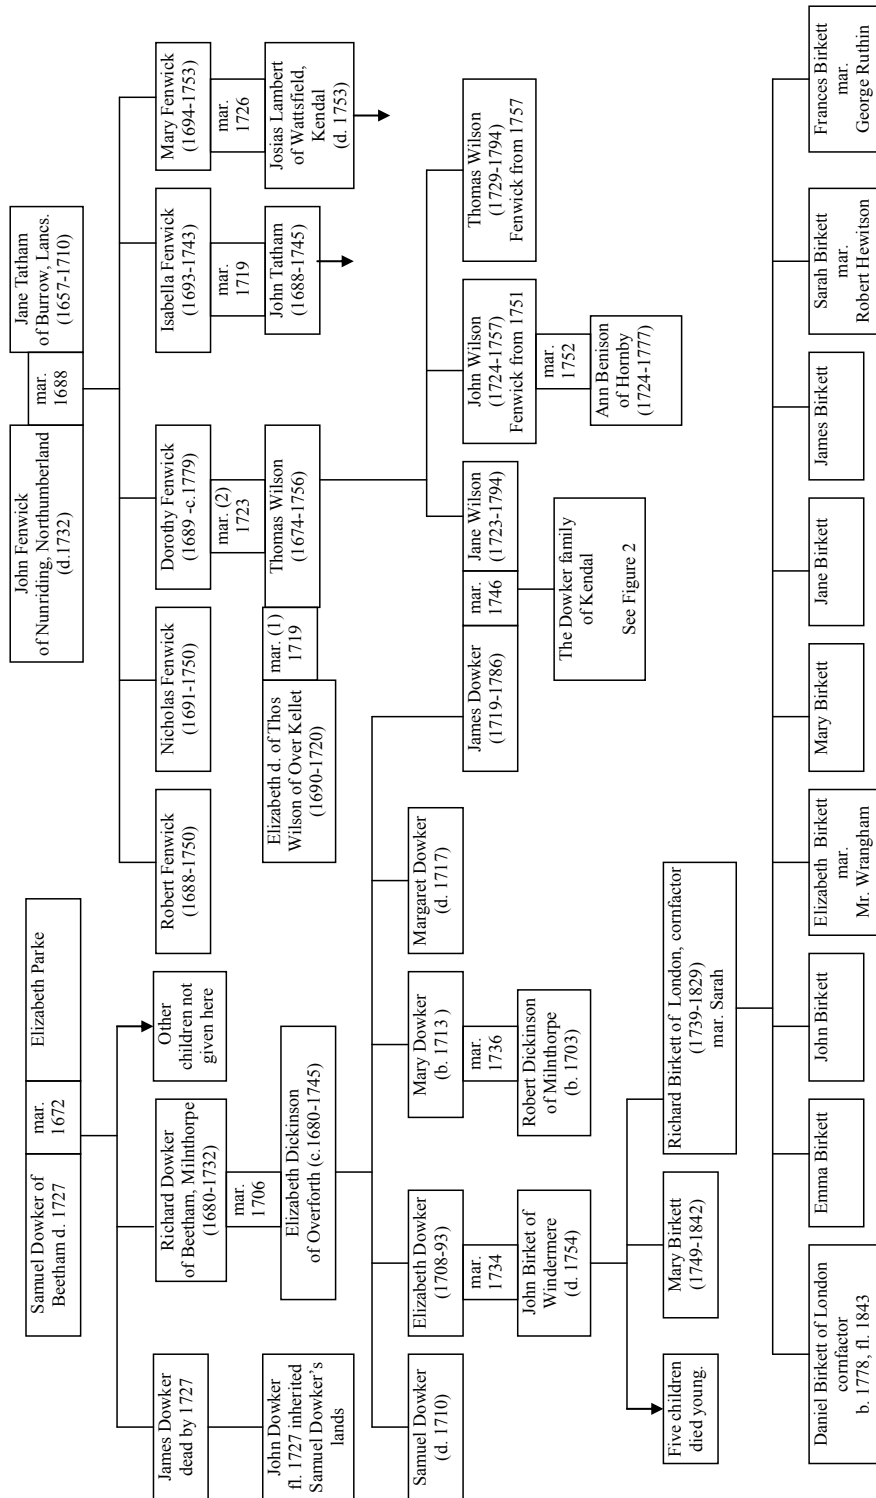 Samuel Dowker of
Beetham d. 1727
mar.
1672
Elizabeth Parke
John Fenwick
of Nunriding, Northumberland
(d.1732)
mar.
1688
Jane Tatham
of Burrow, Lancs.
(1657-1710)
James Dowker
dead by 1727
Richard Dowker
of Beetham, Milnthorpe
(1680-1732)
Other
children not
given here
Robert Fenwick
(1688-1750)
Nicholas Fenwick
(1691-1750)
Dorothy Fenwick
(1689 -c.1779)
Isabella Fenwick
(1693-1743)
Mary Fenwick
(1694-1753)
mar.
1706
mar. (2)
1723
mar.
1719
mar.
1726
John Dowker
fl. 1727 inherited
Samuel Dowker's
lands
Elizabeth Dickinson
of Overforth (c.1680-1745)
Elizabeth d. of Thos
Wilson of Over Kellet
(1690-1720)
mar. (1)
1719
Thomas Wilson
(1674-1756)
John Tatham
(1688-1745)
Josias Lambert
of Wattsfield,
Kendal
(d. 1753)
Samuel Dowker
(d. 1710)
Elizabeth Dowker
(1708-93)
Mary Dowker
(b. 1713)
Margaret Dowker
(d. 1717)
James Dowker
(1719-1786)
mar.
1746
Jane Wilson
(1723-1794)
John Wilson
(1724-1757)
Fenwick from 1751
Thomas Wilson
(1729-1794)
Fenwick from 1757
mar.
1734
mar.
1736
mar.
1752
John Birket of
Windermere
(d. 1754)
Robert Dickinson
of Milnthorpe
(b. 1703)
The Dowker family
of Kendal
See Figure 2
Ann Benison
of Hornby
(1724-1777)
Five children
died young.
Mary Birkett
(1749-1842)
Richard Birkett of London, cornfactor
(1739-1829)
mar. Sarah
Daniel Birkett of London
cornfactor
b. 1778, fl. 1843
Emma Birkett
John Birkett
Elizabeth Birkett
mar.
Mr. Wrangham
Mary Birkett
Jane Birkett
James Birkett
Sarah Birkett
mar.
Robert Hewitson
Frances Birkett
mar.
George Ruthin